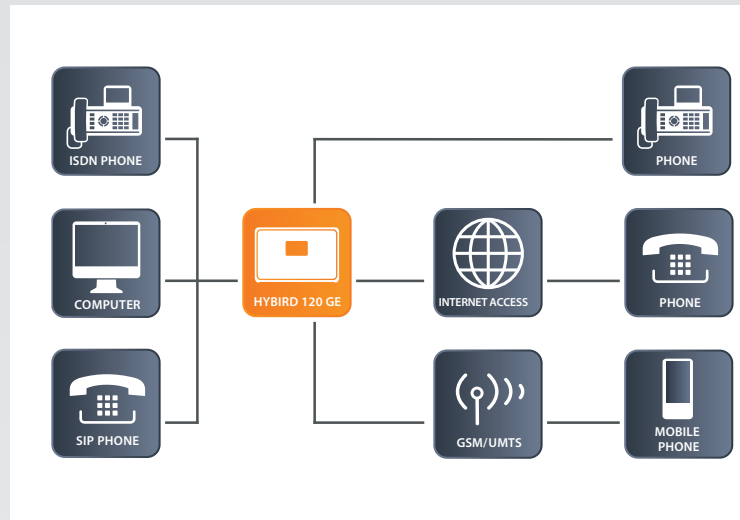 ISDN PHONE
PHONE
COMPUTER
HYBIRD 120 GE
INTERNET ACCESS
PHONE
SIP PHONE
GSM/UMTS
MOBILE
PHONE